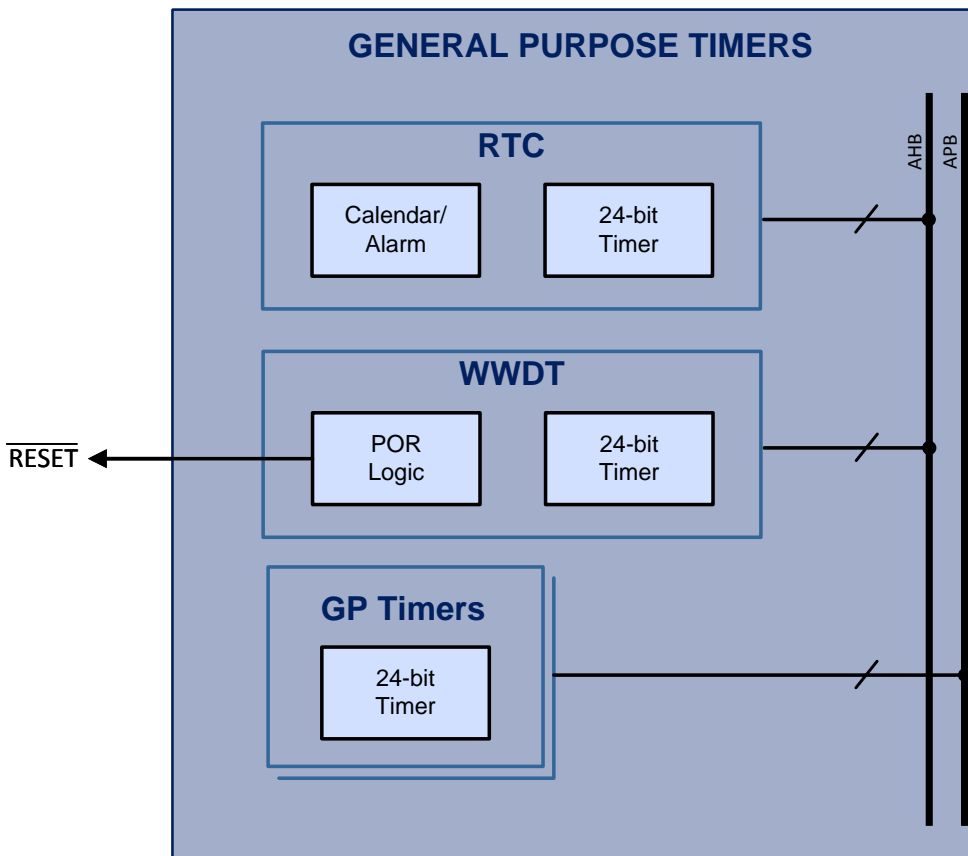 GENERAL PURPOSE TIMERS
AHB
APB
RTC
Calendar/
Alarm
24-bit
Timer
WWDT
POR
Logic
24-bit
Timer
RESET
GP Timers
24-bit
Timer